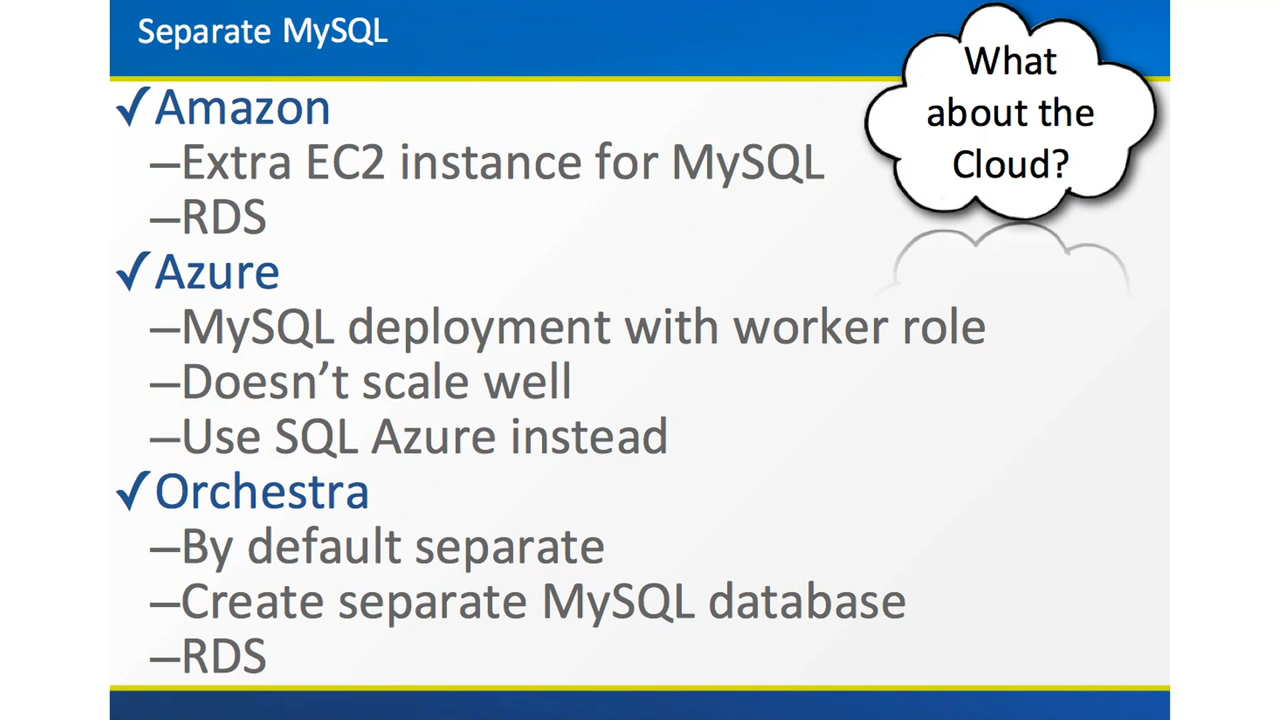 Separate MySQL
What
about the
Cloud?
✓Amazon
–Extra EC2 instance for MySQL
–RDS
✓Azure
–MySQL deployment with worker role
–Doesn’t scale well
–Use SQL Azure instead
✓Orchestra
–By default separate
–Create separate MySQL database
–RDS